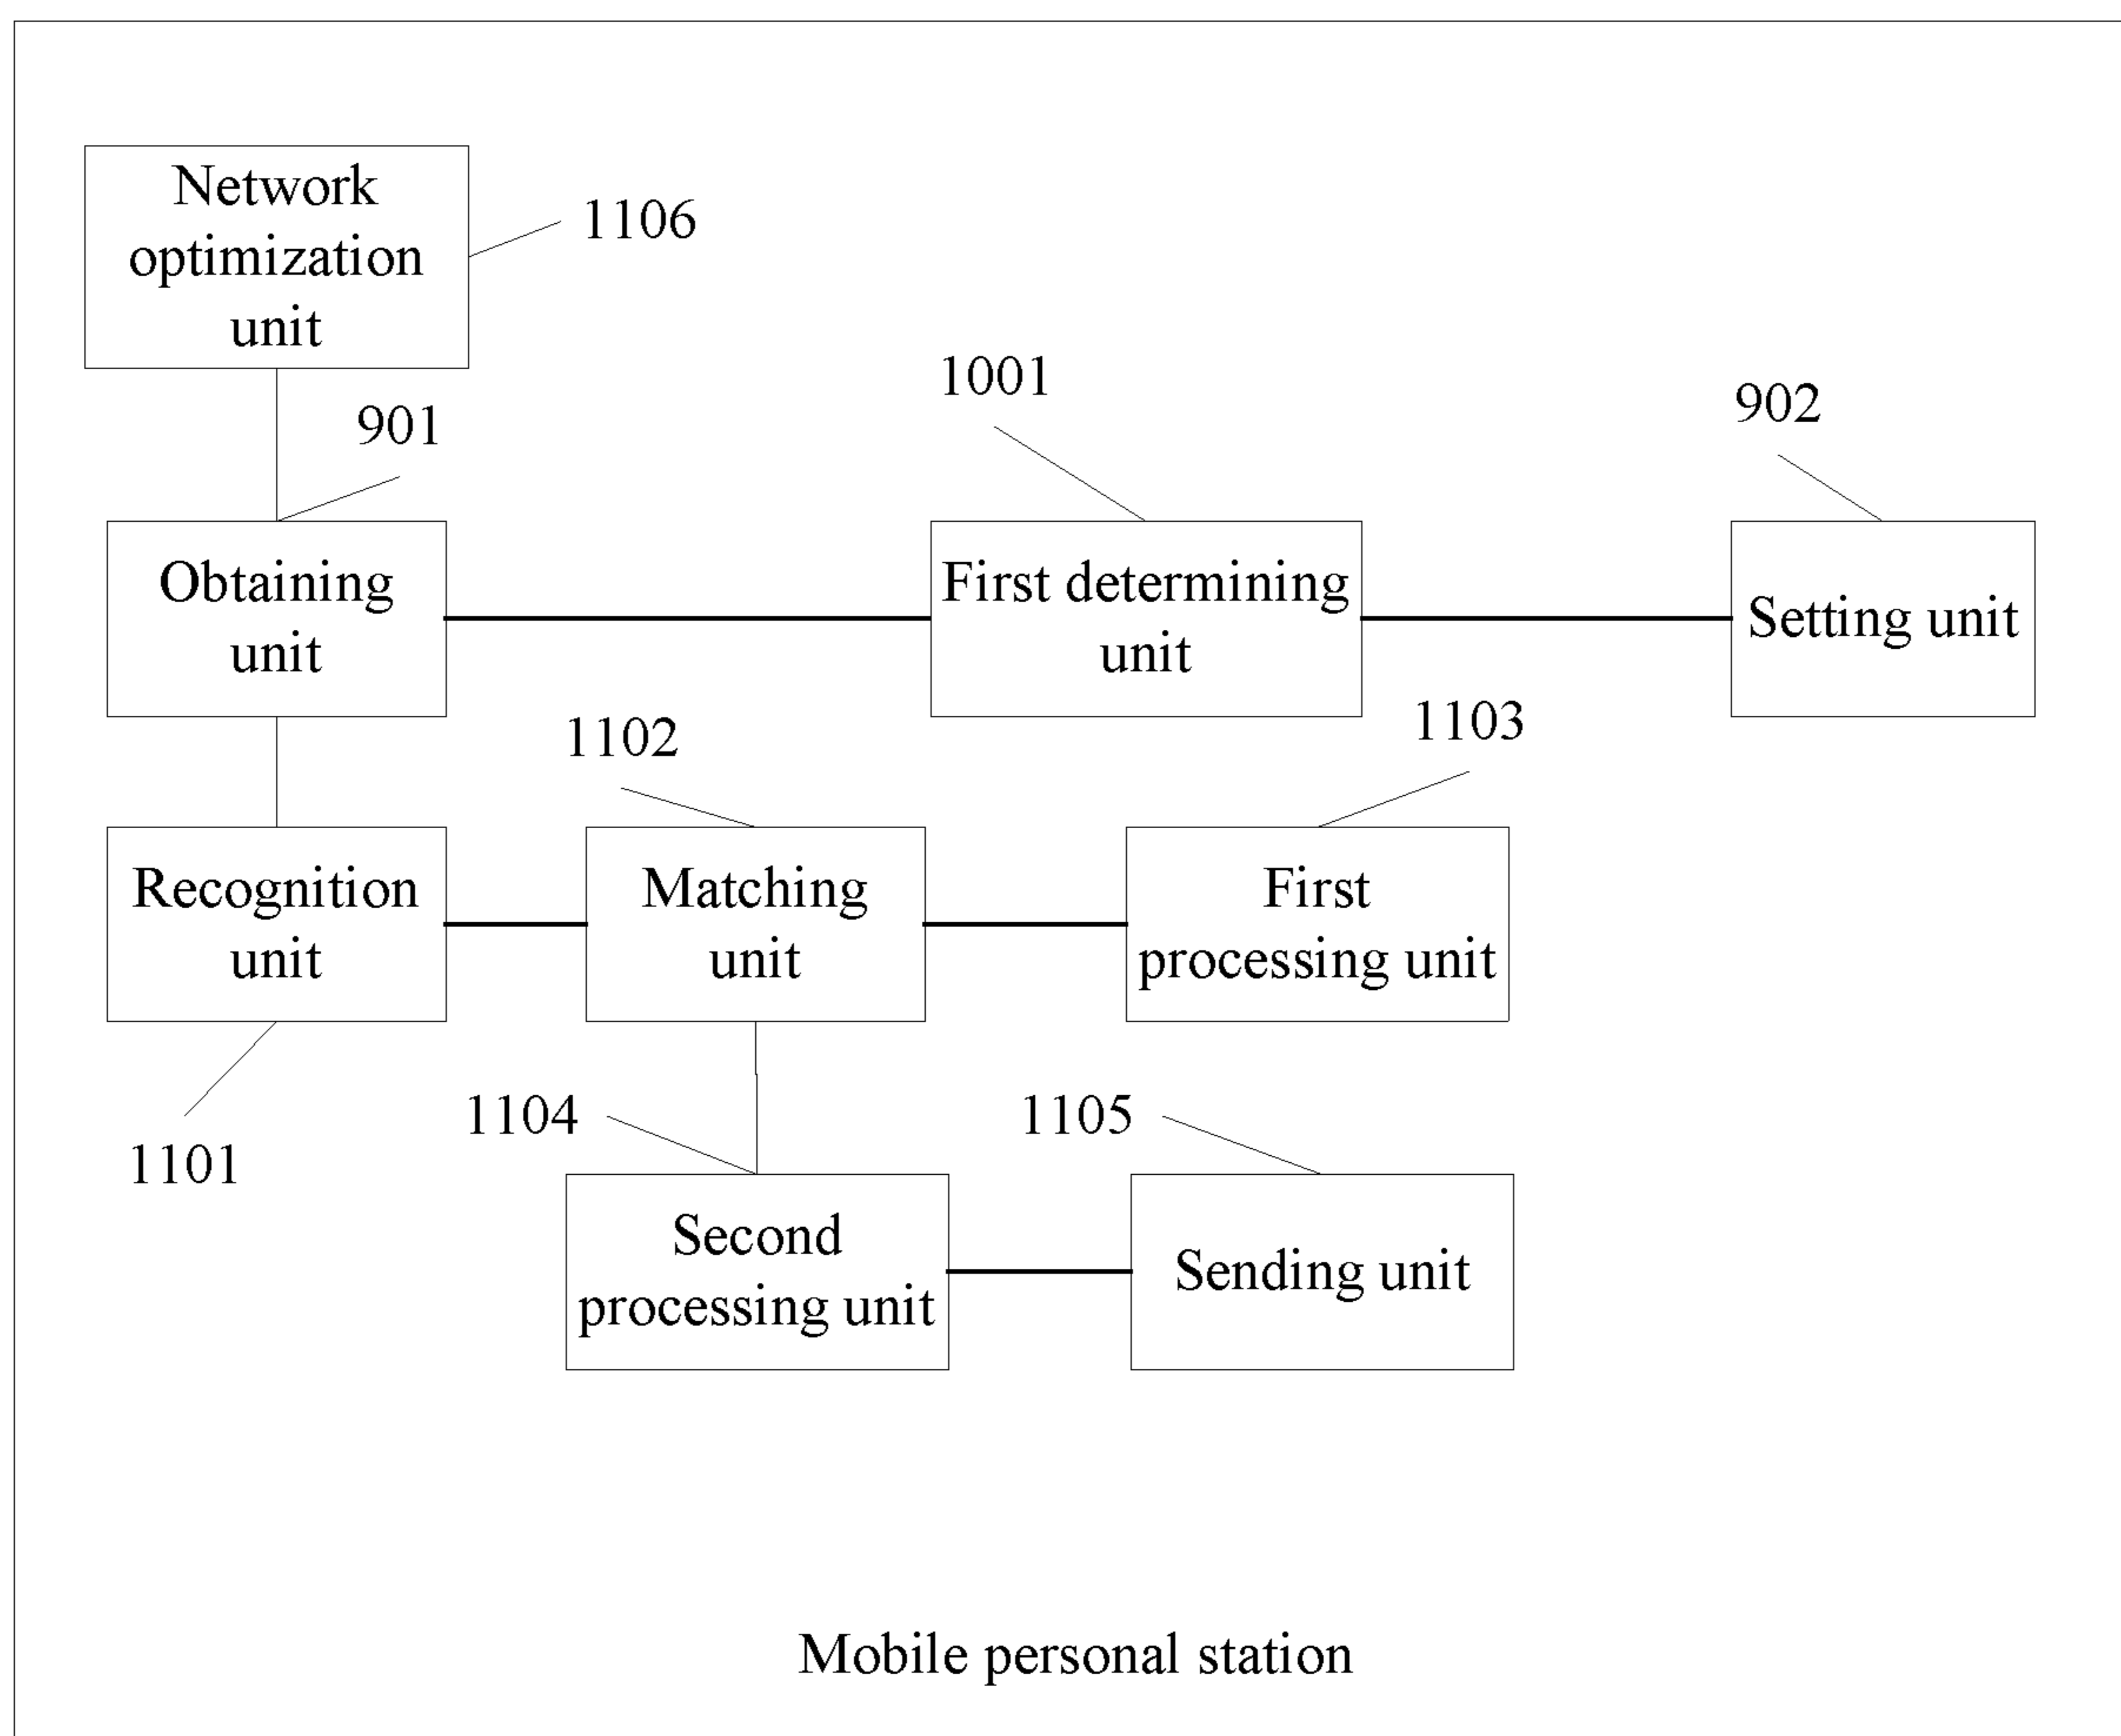 Network
optimization
unit
1106
901
1001
902
Obtaining
unit
First determining
unit
Setting unit
1102
1103
Recognition
unit
Matching
unit
First
processing unit
1101
1104
1105
Second
processing unit
Sending unit
Mobile personal station